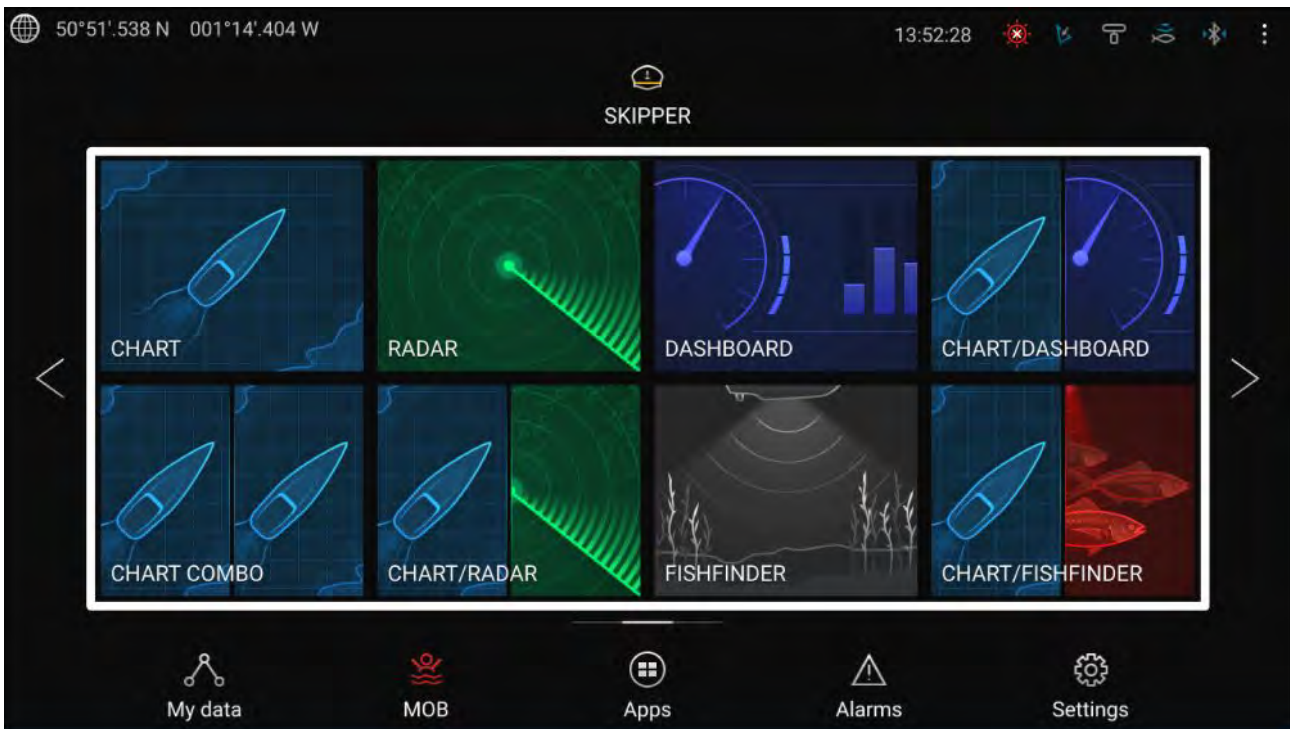 50°51'.538 N 001°14'.404 W
13:52:28
SKIPPER
CHART
RADAR
DASHBOARD
CHART/DASHBOARD
CHART COMBO
CHART/RADAR
FISHFINDER
CHART/FISHFINDER
My data
MOB
Apps
Alarms
Settings